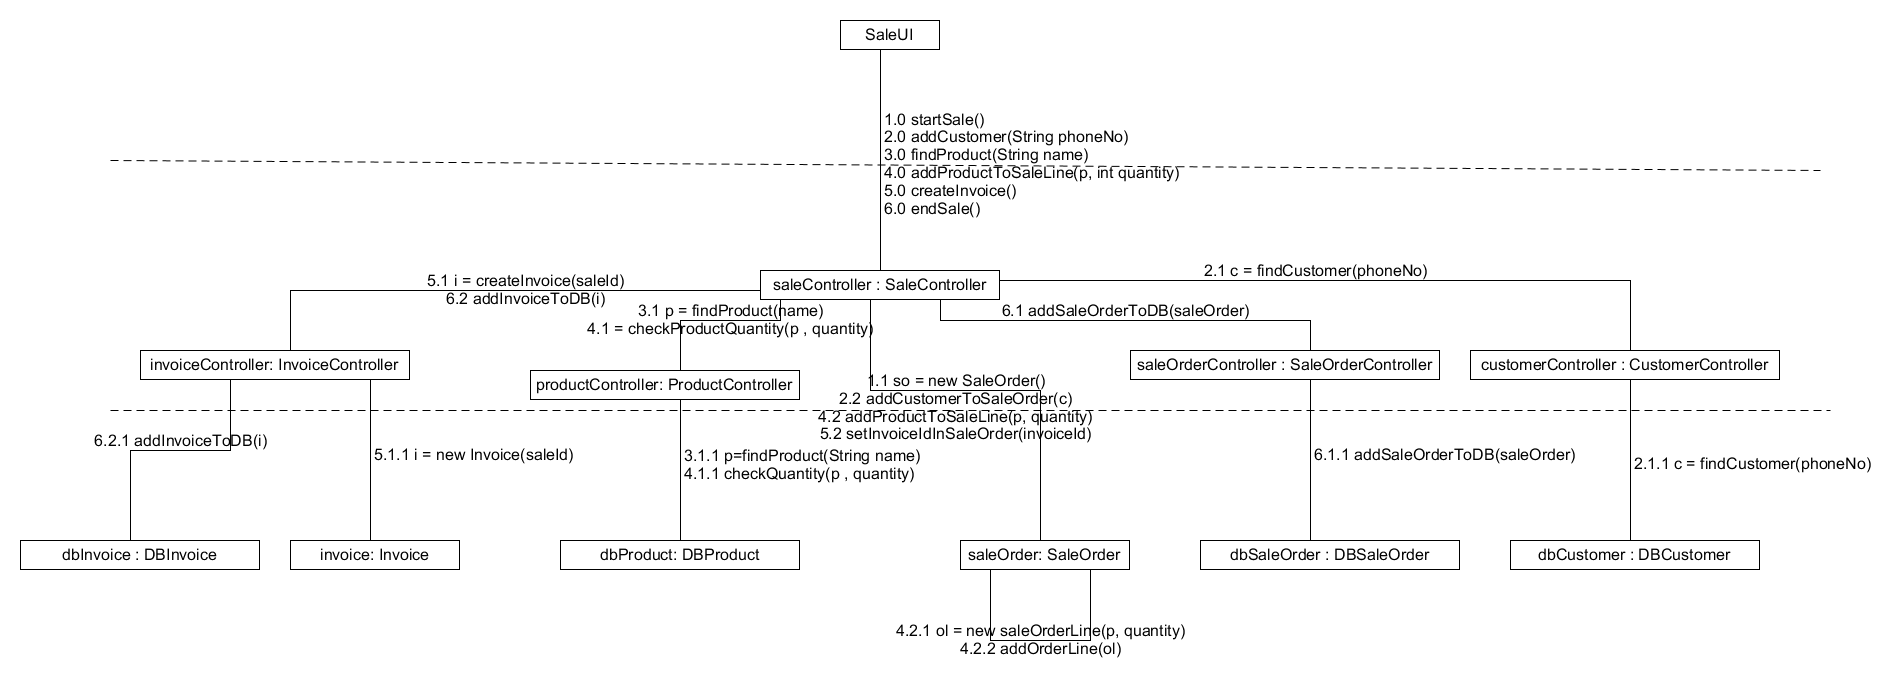 SaleUI
1.0 startSale()
2.0 addCustomer(String phoneNo)
3.0 findProduct(String name)
4.0 addProductToSaleLine(p, int quantity)
5.0 createInvoice()
6.0 endSale()
5.1 i = createInvoice(saleId)
6.2 addInvoiceToDB(i)
saleController : SaleController
2.1 c = findCustomer(phoneNo)
3.1 p = findProduct(name)
4.1 = checkProductQuantity(p , quantity)
6.1 addSaleOrderToDB(saleOrder)
invoiceController: InvoiceController
productController: ProductController
saleOrderController : SaleOrderController
customerController : CustomerController
1.1 so = new SaleOrder()
2.2 addCustomerToSaleOrder(c)
4.2 addProductToSaleLine(p, quantity)
5.2 setInvoiceIdInSaleOrder(invoiceId)
6.2.1 addInvoiceToDB(i)
5.1.1 i = new Invoice(saleId)
3.1.1 p=findProduct(String name)
4.1.1 checkQuantity(p , quantity)
6.1.1 addSaleOrderToDB(saleOrder)
2.1.1 c = findCustomer(phoneNo)
dbInvoice : DBInvoice
invoice: Invoice
dbProduct: DBProduct
saleOrder: SaleOrder
dbSaleOrder : DBSaleOrder
dbCustomer : DBCustomer
4.2.1 ol = new saleOrderLine(p, quantity)
4.2.2 addOrderLine(ol)